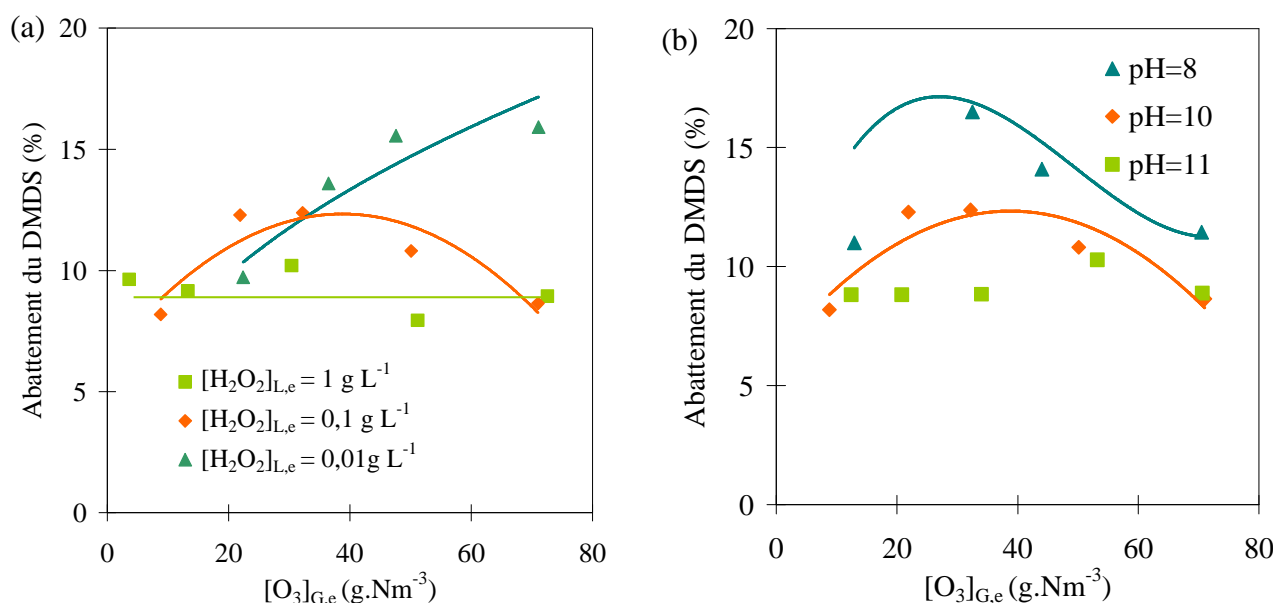 (a)
Abattement du DMDS (%)
20
15
10
5
0
[H2O2]L,e = 1 g L-1
[H2O2]L,e = 0,1 g L-1
[H2O2]L,e = 0,01g L-1
0 20 40 60 80
[O3]G,e (g.Nm-3)
(b)
Abattement du DMDS (%)
20
15
10
5
0
pH=8
pH=10
pH=11
0 20 40 60 80
[O3]G,e (g.Nm-3)